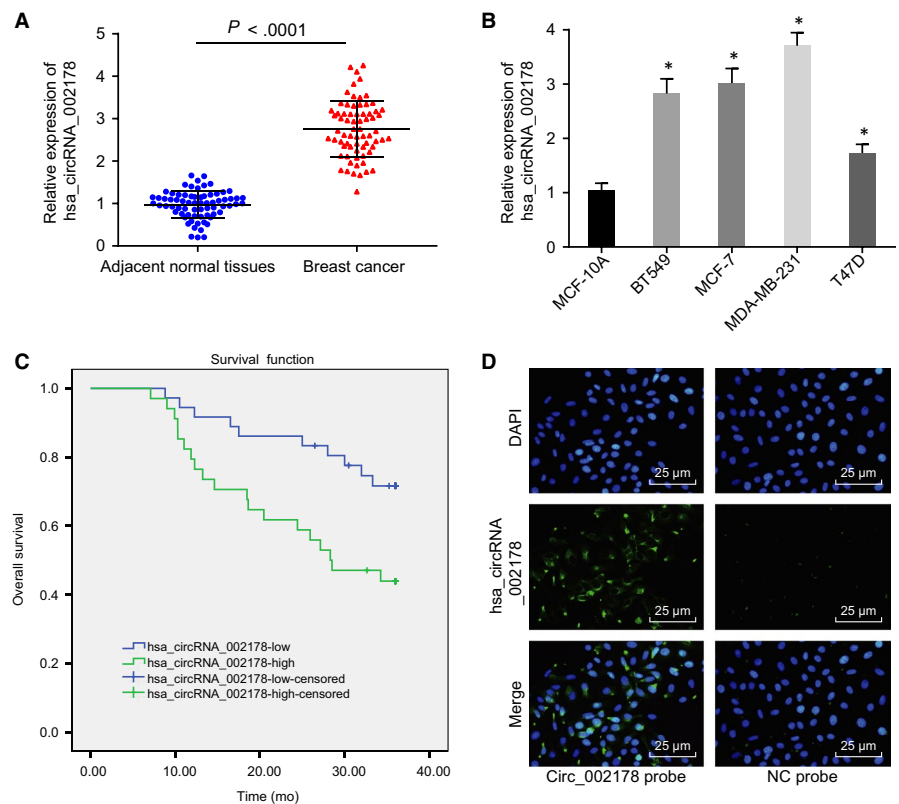 A
P < .0001
Relative expression of
hsa_circRNA_002178
5
4
3
2
1
0
Adjacent normal tissues
Breast cancer
B
Relative expression of
hsa_circRNA_002178
4
3
2
1
0
*
*
*
*
MCF-10A
BT549
MCF-7
MDA-MB-231
T47D
C
Survival function
Overall survival
1.0
0.8
0.6
0.4
0.2
0.0
hsa_circRNA_002178-low
hsa_circRNA_002178-high
hsa_circRNA_002178-low-censored
hsa_circRNA_002178-high-censored
0.00
10.00
20.00
30.00
40.00
Time (mo)
D
DAPI
25 µm
25 µm
hsa_circRNA
_002178
25 µm
25 µm
Merge
25 µm
25 µm
Circ_002178 probe
NC probe